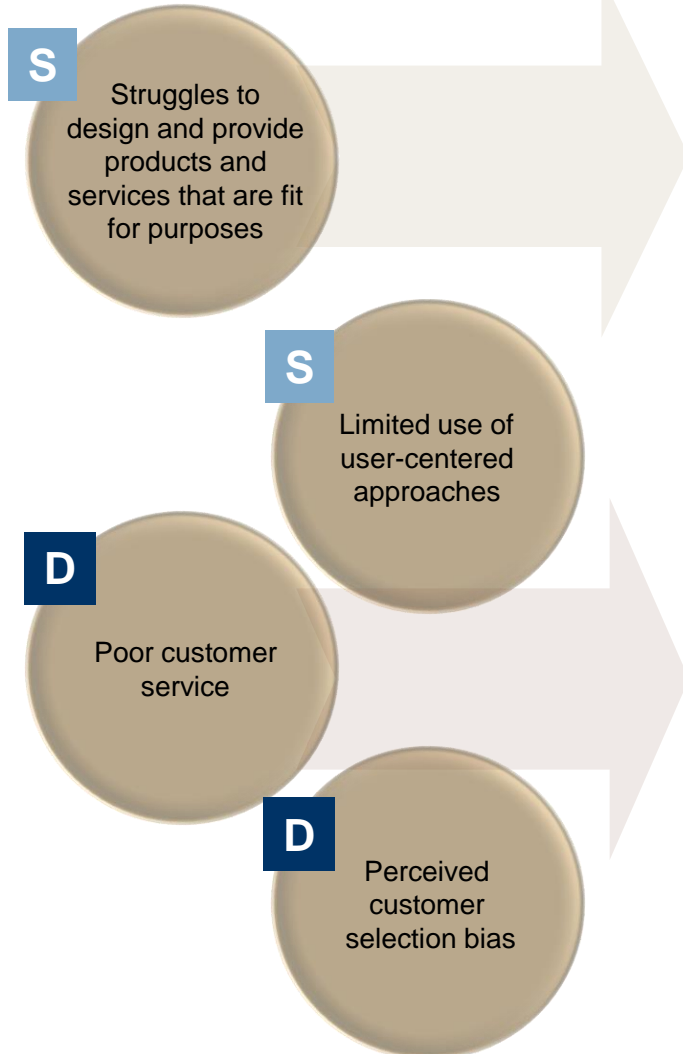 S
Struggles to
design and provide
products and
services that are fit
for purposes
S
Limited use of
user-centered
approaches
D
Poor customer
service
D
Perceived
customer
selection bias